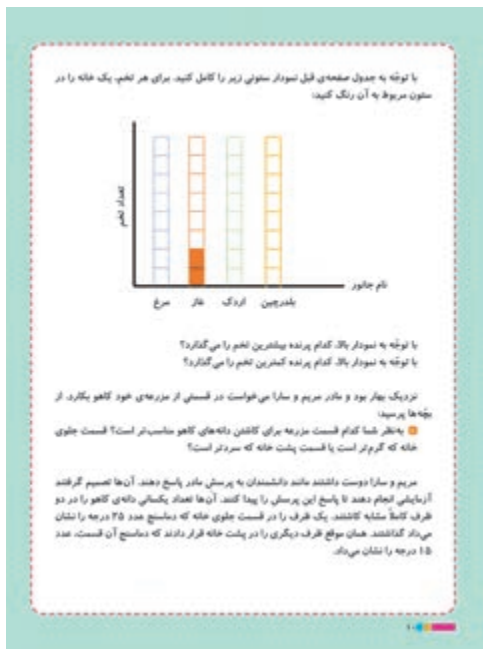 با توجّه به جدول صفحه‌ی قبل نمودار ستونی زیر را کامل کنید. برای هر تخم، یک خانه را در
ستون مربوط به آن رنگ کنید:
تعداد تخم
نام جانور
مرغ غاز اردک بلدرچین
با توجّه به نمودار بالا، کدام پرنده بیشترین تخم را می‌گذارد؟
با توجّه به نمودار بالا، کدام پرنده کمترین تخم را می‌گذارد؟
نزدیک بهار بود و مادر مریم و سارا می‌خواست در قسمتی از مزرعه‌ی خود کاهو بکارد. از
بچّه‌ها پرسید:
به‌نظر شما کدام قسمت مزرعه برای کاشتن دانه‌های کاهو مناسب‌تر است؟ قسمت جلوی
خانه که گرم‌تر است یا قسمت پشت خانه که سردتر است؟
مریم و سارا دوست داشتند مانند دانشمندان به پرسش مادر پاسخ دهند. آن‌ها تصمیم گرفتند
آزمایشی انجام دهند تا پاسخ این پرسش را پیدا کنند. آن‌ها تعداد یکسانی دانه‌ی کاهو را در دو
ظرف کاملاً مشابه کاشتند. یک ظرف را در قسمت جلوی خانه که دماسنج عدد ۲۵ درجه را نشان
می‌داد گذاشتند. همان موقع ظرف دیگری را در پشت خانه قرار دادند که دماسنج آن قسمت، عدد
۱۵ درجه را نشان می‌داد.